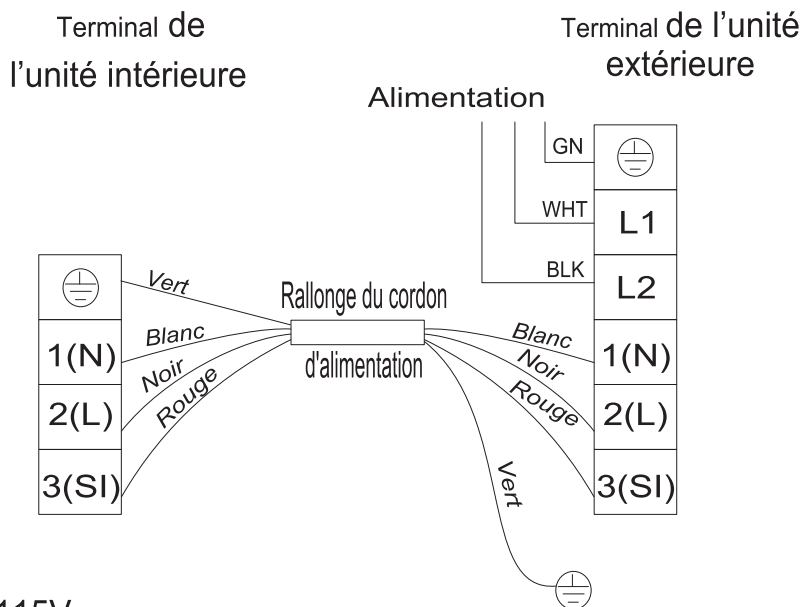 Terminal de
l'unité intérieure
Terminal de l'unité
extérieure
Alimentation
GN
WHT
L1
BLK
L2
Vert
Rallonge du cordon
d'alimentation
1(N)
Blanc
Noir
2(L)
Rouge
3(SI)
Blanc
1(N)
Noir
2(L)
Rouge
3(SI)
Vert
115V